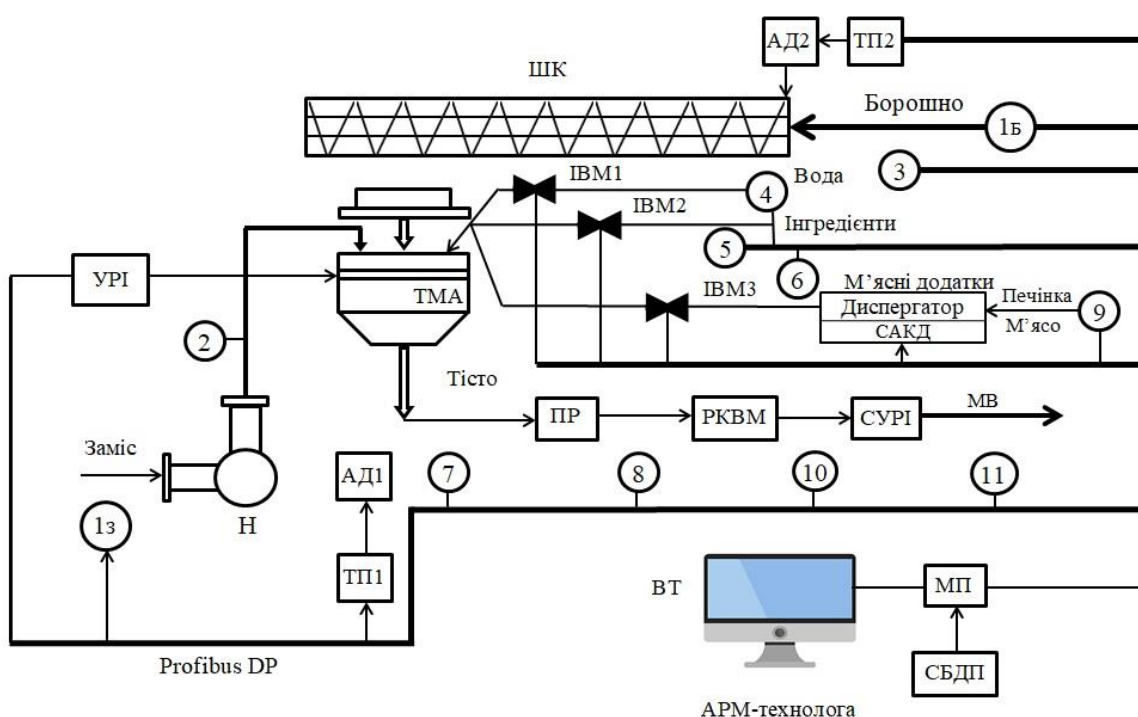 АД2
ТП2
ШК
Борошно
1Б
3
ІВМ1
Вода
4
ІВМ2
Інгредієнти
5
6
УРІ
ТМА
ІВМ3
М’ясні додатки
Диспергатор
САКД
Печінка
М’ясо
9
2
Тісто
ПР
РКВМ
СУРІ
МВ
Заміс
Н
1з
АД1
7
8
10
11
ТП1
ВТ
МП
Profibus DP
СБДП
АРМ-технолога